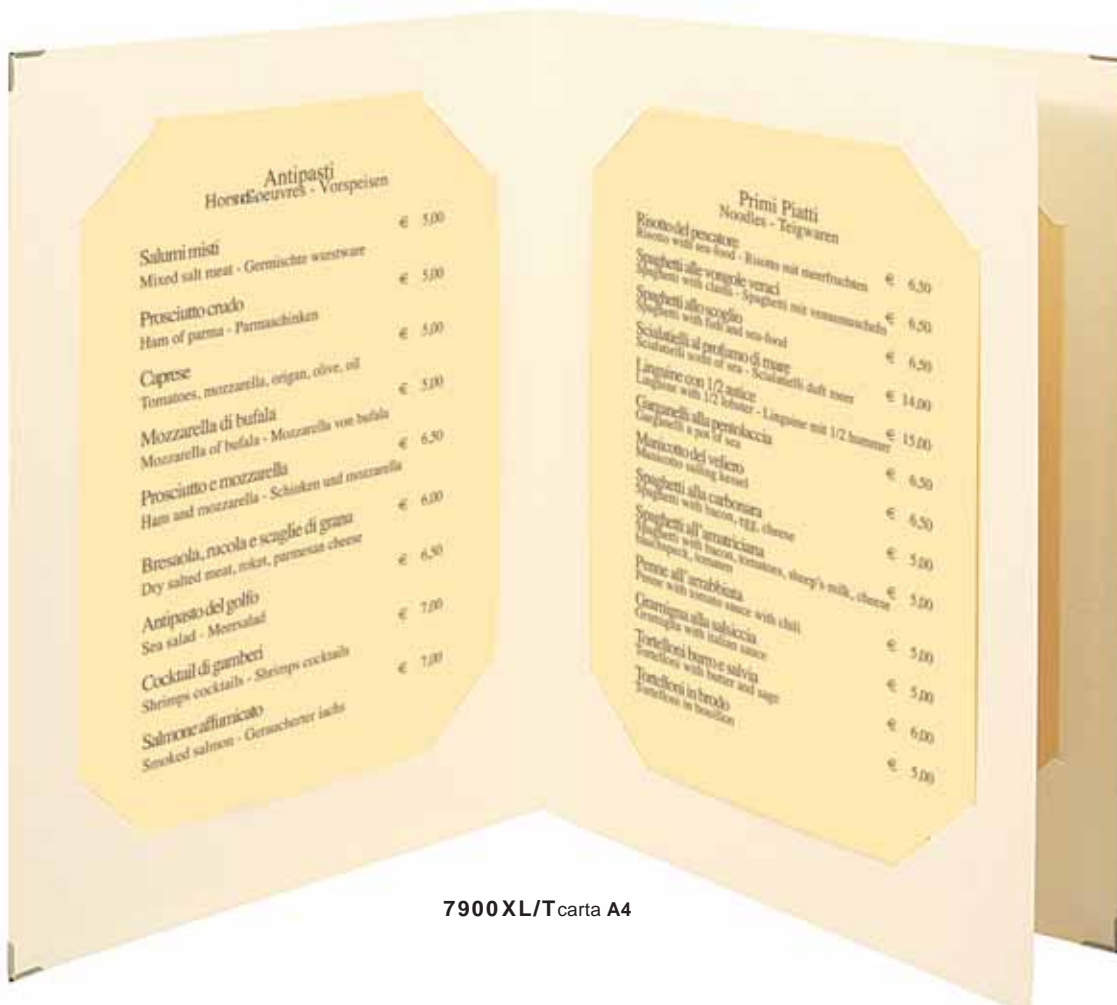 Antipasti
- Vorspeisen
€ 5,00
Salumi misti
Mixed salt meat - Germischte wurstware
€ 5,00
Prosciutto crudo
Ham of parma - Parmaschinken
€ 5,00
Caprese
Tomatoes, mozzarella, origan, olive, oil
€ 5,00
Mozzarella di bufala
Mozzarella of bufala - Mozzarella von bufala
€ 6,50
Prosciutto e mozzarella
Ham and mozzarella - Schinken und mozzarella
€ 6,00
Bresaola, rucola e scaglie di grana
Dry salted meat, roket, parmesan cheese
€ 6,50
Antipasto del golfo
Sea salad - Meersalad
€ 7,00
Cocktail di gamberi
Shrimps cocktails - Shrimps cocktails
€ 7,00
Salmone affumicato
Smoked salmon - Geraucherter lachs
Primi Piatti
Noodles - Teigwaren
Risotto del pescatore
Risotto with sea-food - Risotto mit meerfruchten € 6,50
Spaghetti alle vongole veraci
Spaghetti with clams - Spaghetti mit venusmuscheln € 6,50
Spaghetti allo scoglio
Spaghetti with fish and sea-food € 6,50
Scialatielli al profumo di mare
Scialatielli scent of sea - Scialatielli duft meer € 14,00
Linguine con 1/2 astice
Linguine with 1/2 lobster - Linguine mit 1/2 hummer € 15,00
Garganelli alla pentolaccia
Garganelli a pot of sea € 6,50
Manicotto del veliero
Manicotto sailing € 6,50
Spaghetti alla carbonara
Spaghetti with bacon, egg, cheese € 5,00
Spaghetti all'amatriciana
Spaghetti with bacon, tomatoes, sheep's milk, cheese € 5,00
Penne all'arrabbiata
Penne with tomato sauce with chili € 5,00
Gramigna alla salsiccia
Gramiglia with italian sauce € 5,00
Tortelloni burro e salvia
Tortelloni with butter and sage € 6,00
Tortelloni in brodo
Tortelloni in bouillon € 5,00
7900XL/T carta A4